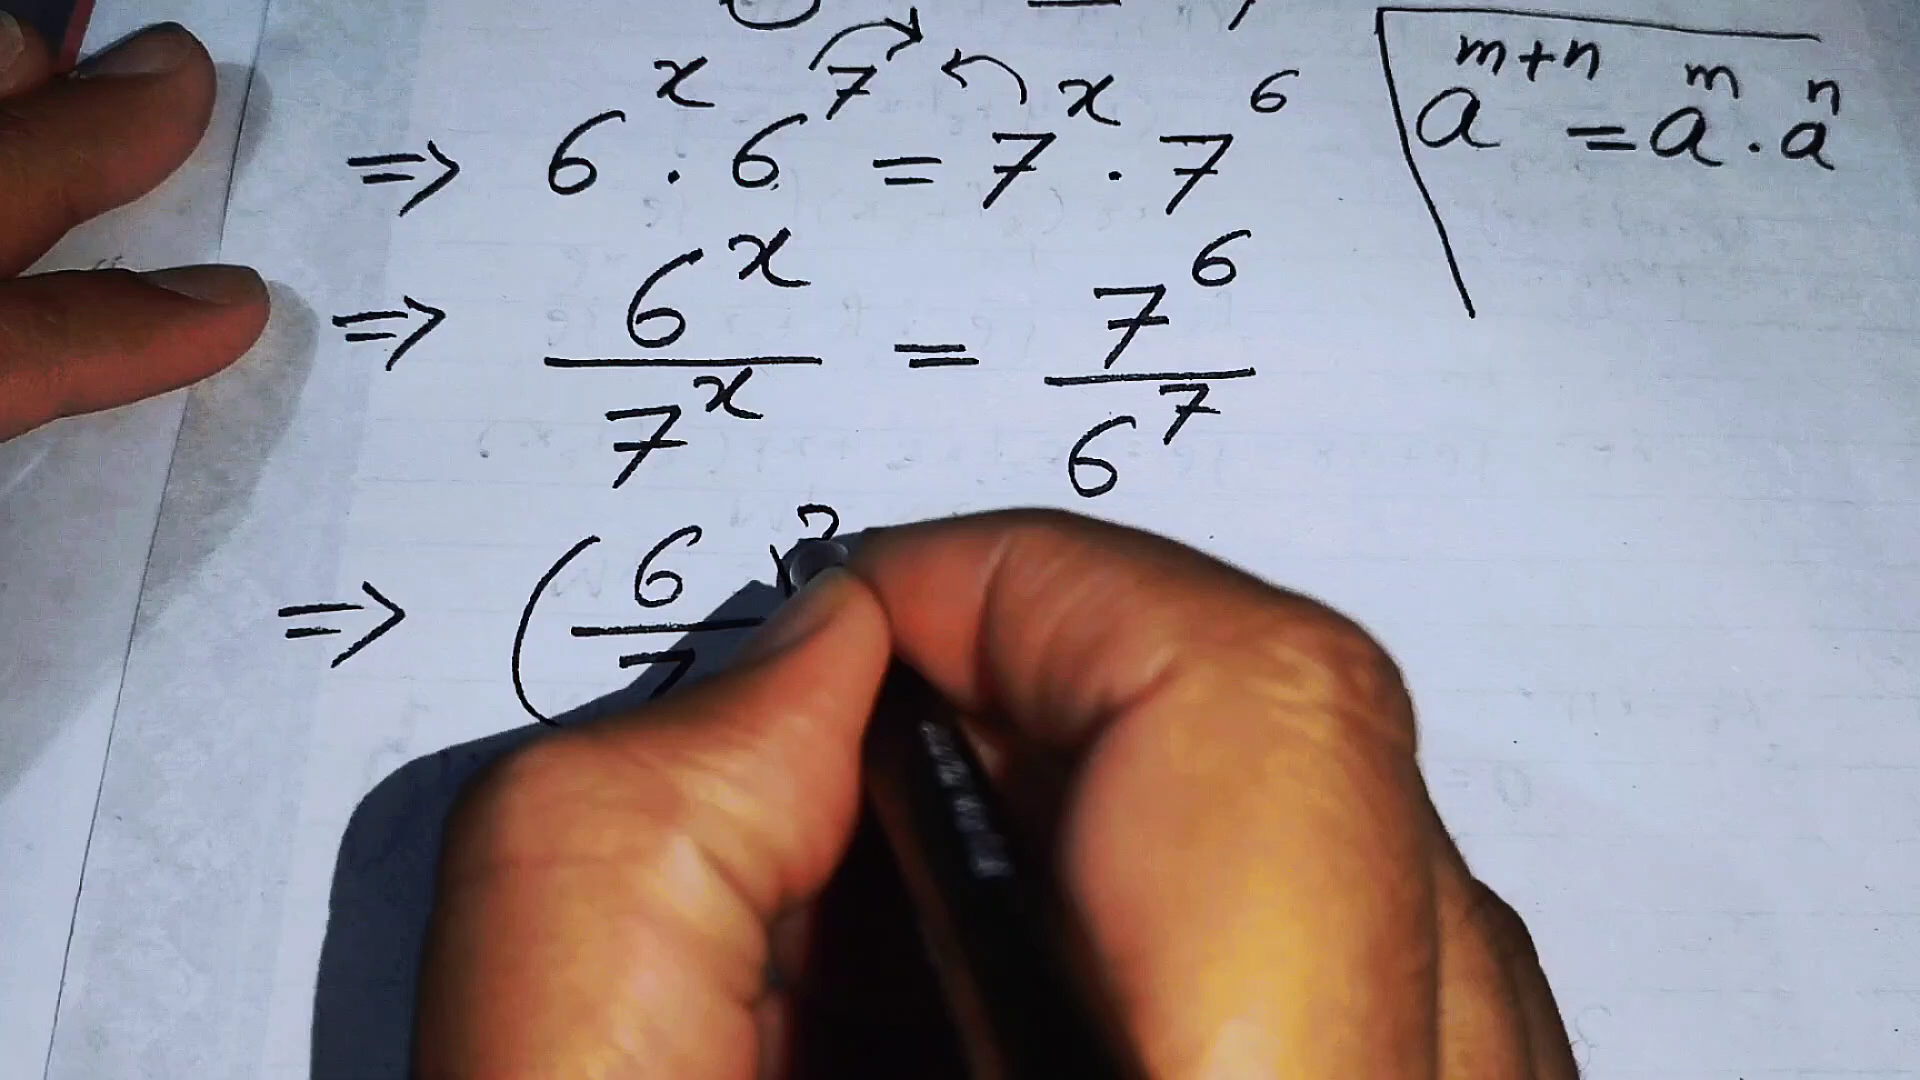 ⇒ 6^x · 6^7 = 7^x · 7^6
a^{m+n} = a^m · a^n
⇒ 6^x / 7^x = 7^6 / 6^7
⇒ ( 6 / 7 )